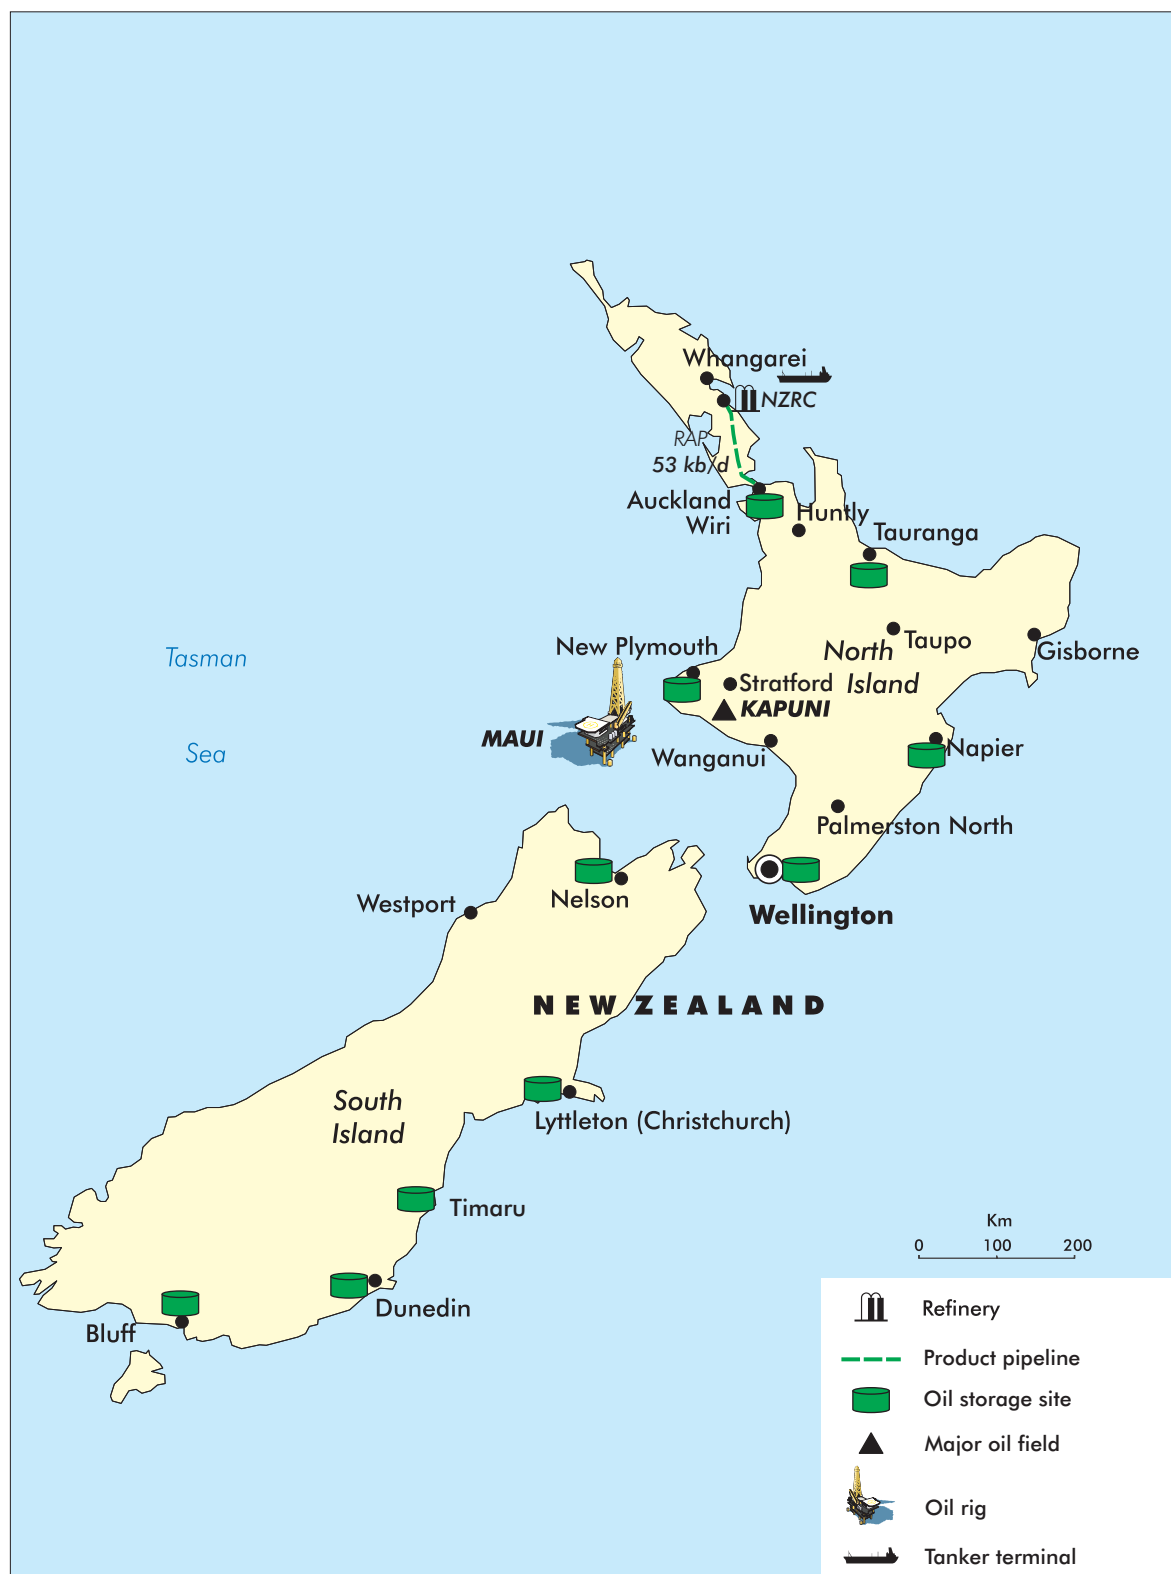 Whangarei
NZRC
RAP
53 kb/d
Auckland
Wiri
Huntly
Tauranga
Tasman
Sea
New Plymouth
Taupo
North
Island
Gisborne
Stratford
KAPUNI
MAUI
Wanganui
Napier
Palmerston North
Nelson
Westport
Wellington
NEW ZEALAND
South
Island
Lyttleton (Christchurch)
Timaru
Dunedin
Bluff
Km
0 100 200
Refinery
Product pipeline
Oil storage site
Major oil field
Oil rig
Tanker terminal